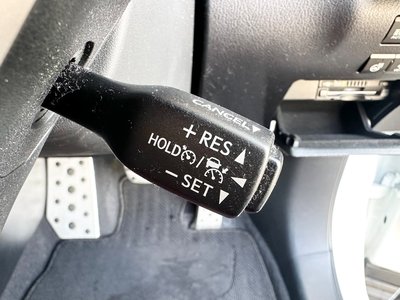 CANCEL▼
+ RES ▲
HOLD / ◀
− SET ▼